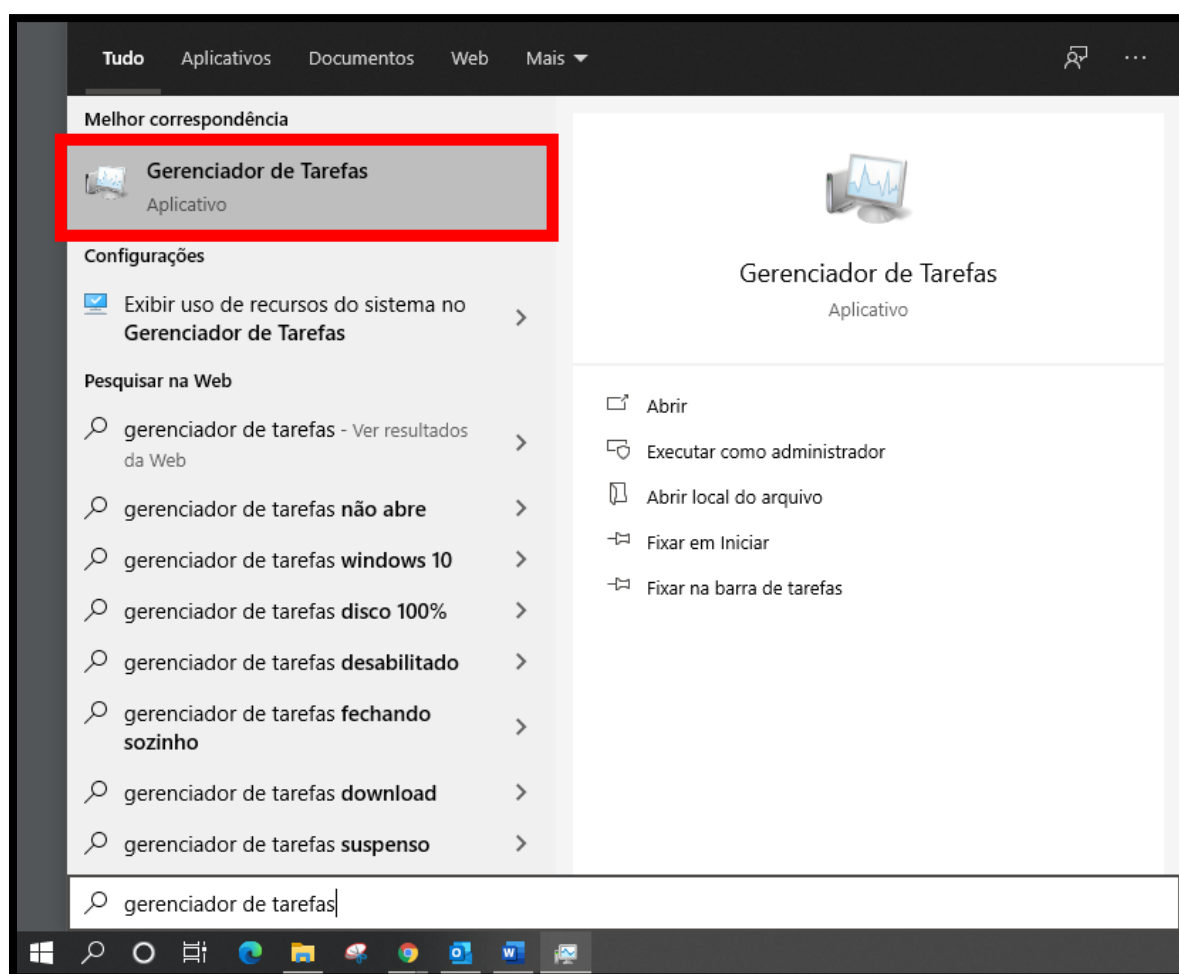 Tudo Aplicativos Documentos Web Mais
Melhor correspondência
Gerenciador de Tarefas
Aplicativo
Configurações
Exibir uso de recursos do sistema no
Gerenciador de Tarefas
Pesquisar na Web
gerenciador de tarefas - Ver resultados
da Web
gerenciador de tarefas não abre
gerenciador de tarefas windows 10
gerenciador de tarefas disco 100%
gerenciador de tarefas desabilitado
gerenciador de tarefas fechando
sozinho
gerenciador de tarefas download
gerenciador de tarefas suspenso
Gerenciador de Tarefas
Aplicativo
Abrir
Executar como administrador
Abrir local do arquivo
Fixar em Iniciar
Fixar na barra de tarefas
gerenciador de tarefas